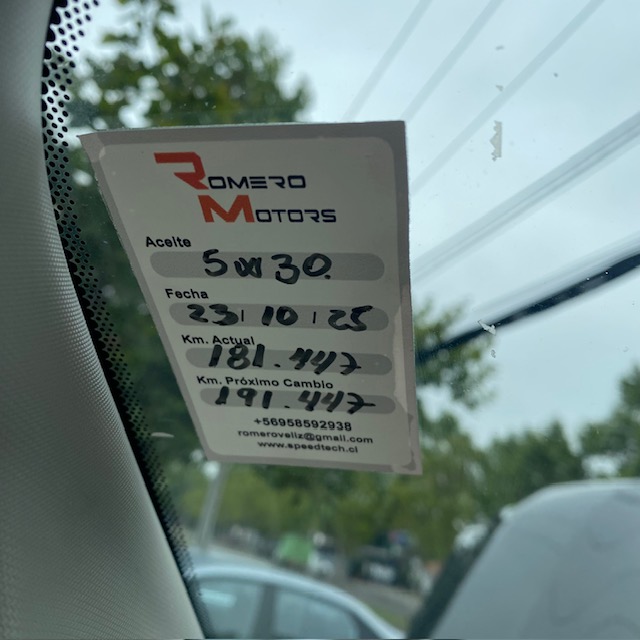 ROMERO
MOTORS
Aceite
5W30.
Fecha
23/10/25
Km. Actual
181.447
Km. Próximo Cambio
191.447
+56958592938
romeroveliz@gmail.com
www.speedtech.cl